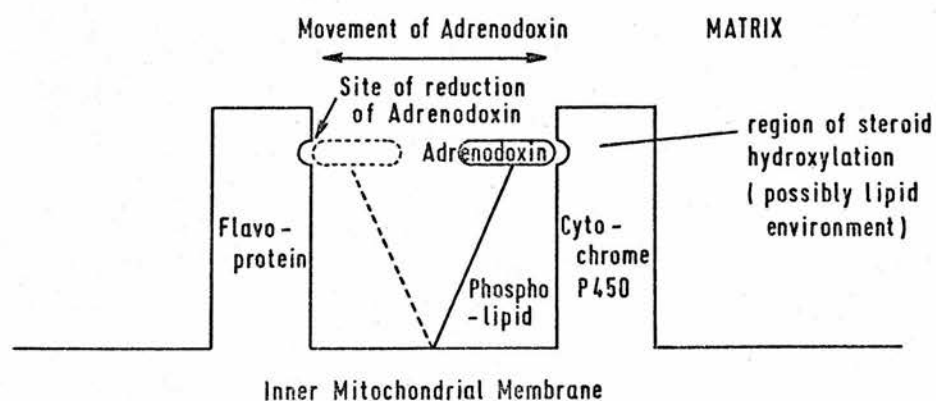 Movement of Adrenodoxin
MATRIX
Site of reduction
of Adrenodoxin
Adrenodoxin
region of steroid
hydroxylation
( possibly lipid
environment )
Flavo-
protein
Cyto-
chrome
P450
Phospho
-lipid
Inner Mitochondrial Membrane